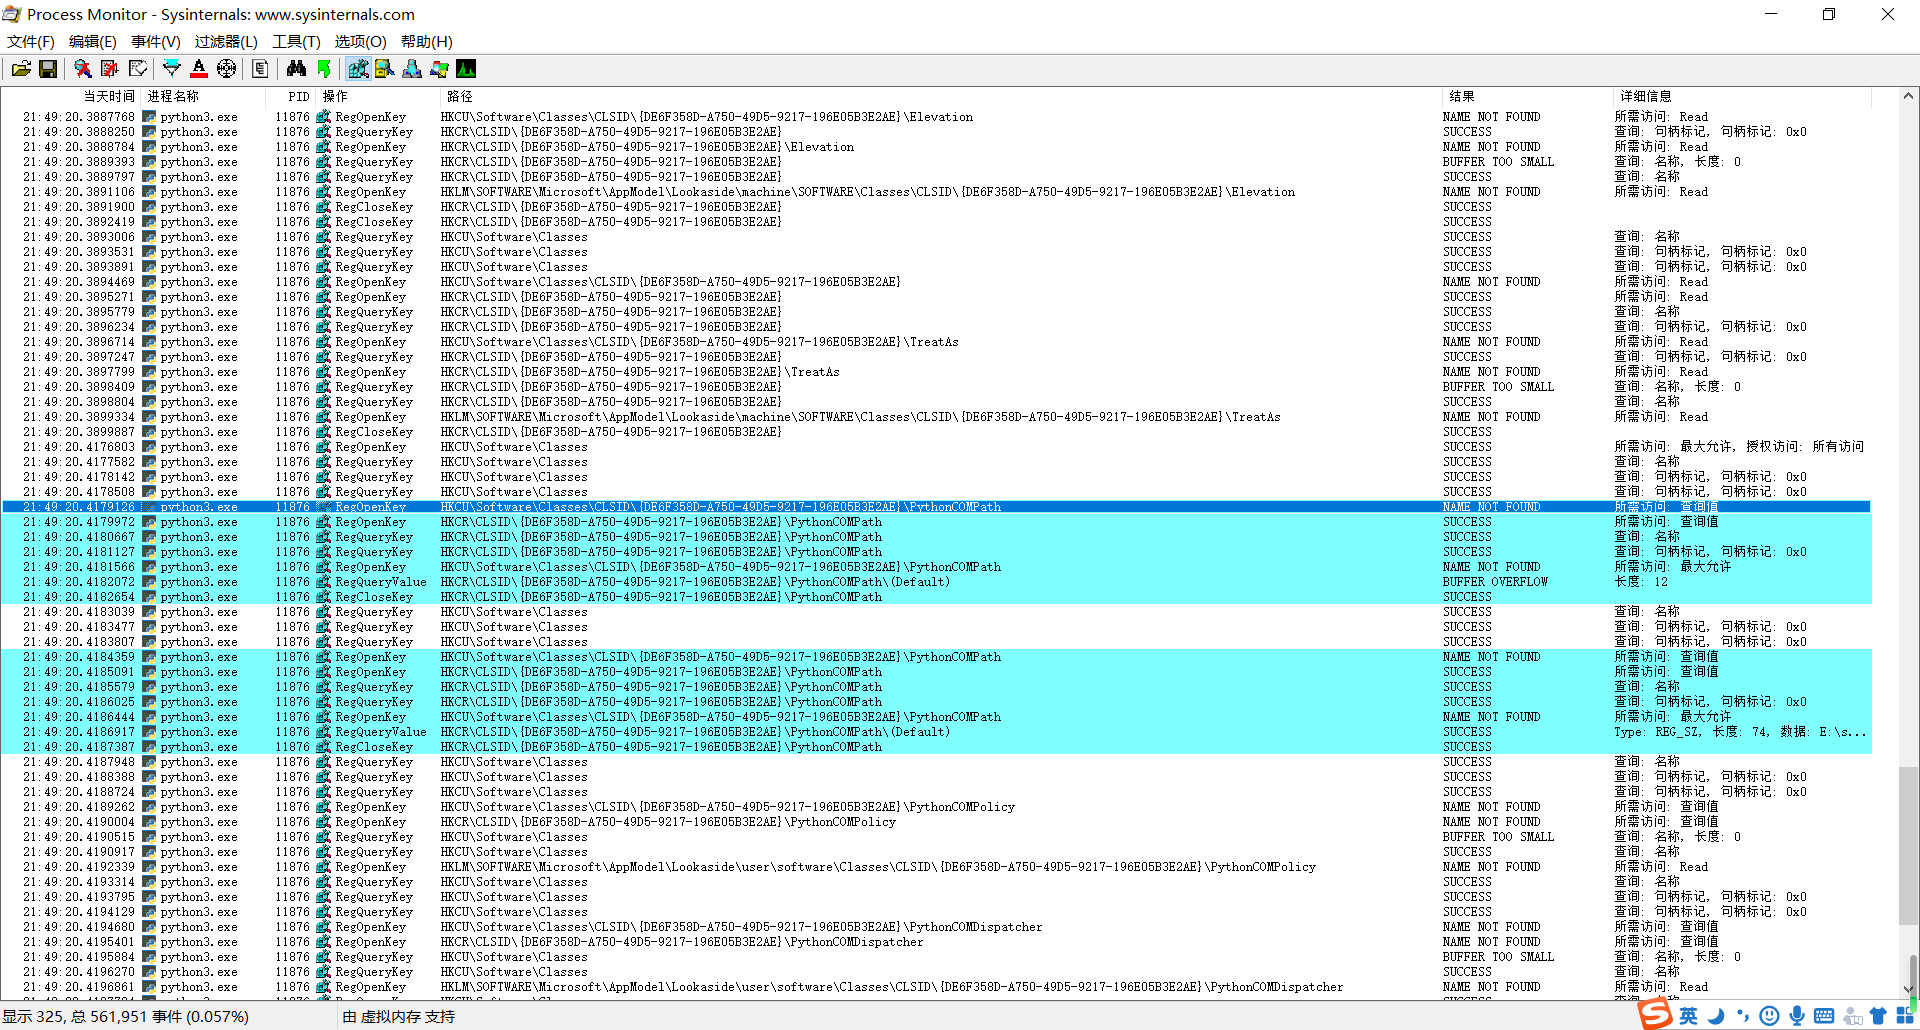 Process Monitor - Sysinternals: www.sysinternals.com
文件(F) 编辑(E) 事件(V) 过滤器(L) 工具(T) 选项(O) 帮助(H)
当天时间 进程名称 PID 操作 路径 结果 详细信息
21:49:20.3887768 python3.exe 11876 RegOpenKey HKCU\Software\Classes\CLSID\{DE6F358D-A750-49D5-9217-196E05B3E2AE}\Elevation NAME NOT FOUND 所需访问: Read
21:49:20.3888250 python3.exe 11876 RegQueryKey HKCR\CLSID\{DE6F358D-A750-49D5-9217-196E05B3E2AE} SUCCESS 查询: 句柄标记, 句柄标记: 0x0
21:49:20.3888784 python3.exe 11876 RegOpenKey HKCR\CLSID\{DE6F358D-A750-49D5-9217-196E05B3E2AE}\Elevation NAME NOT FOUND 所需访问: Read
21:49:20.3889393 python3.exe 11876 RegQueryKey HKCR\CLSID\{DE6F358D-A750-49D5-9217-196E05B3E2AE} BUFFER TOO SMALL 查询: 名称, 长度: 0
21:49:20.3889797 python3.exe 11876 RegQueryKey HKCR\CLSID\{DE6F358D-A750-49D5-9217-196E05B3E2AE} SUCCESS 查询: 名称
21:49:20.3891106 python3.exe 11876 RegOpenKey HKLM\SOFTWARE\Microsoft\AppModel\Lookaside\machine\SOFTWARE\Classes\CLSID\{DE6F358D-A750-49D5-9217-196E05B3E2AE}\Elevation NAME NOT FOUND 所需访问: Read
21:49:20.3891900 python3.exe 11876 RegCloseKey HKCR\CLSID\{DE6F358D-A750-49D5-9217-196E05B3E2AE} SUCCESS
21:49:20.3892419 python3.exe 11876 RegCloseKey HKCR\CLSID\{DE6F358D-A750-49D5-9217-196E05B3E2AE} SUCCESS
21:49:20.3893006 python3.exe 11876 RegQueryKey HKCU\Software\Classes SUCCESS 查询: 名称
21:49:20.3893531 python3.exe 11876 RegQueryKey HKCU\Software\Classes SUCCESS 查询: 句柄标记, 句柄标记: 0x0
21:49:20.3893891 python3.exe 11876 RegQueryKey HKCU\Software\Classes SUCCESS 查询: 句柄标记, 句柄标记: 0x0
21:49:20.3894469 python3.exe 11876 RegOpenKey HKCU\Software\Classes\CLSID\{DE6F358D-A750-49D5-9217-196E05B3E2AE} NAME NOT FOUND 所需访问: Read
21:49:20.3895271 python3.exe 11876 RegOpenKey HKCR\CLSID\{DE6F358D-A750-49D5-9217-196E05B3E2AE} SUCCESS 所需访问: Read
21:49:20.3895779 python3.exe 11876 RegQueryKey HKCR\CLSID\{DE6F358D-A750-49D5-9217-196E05B3E2AE} SUCCESS 查询: 名称
21:49:20.3896234 python3.exe 11876 RegQueryKey HKCR\CLSID\{DE6F358D-A750-49D5-9217-196E05B3E2AE} SUCCESS 查询: 句柄标记, 句柄标记: 0x0
21:49:20.3896714 python3.exe 11876 RegOpenKey HKCU\Software\Classes\CLSID\{DE6F358D-A750-49D5-9217-196E05B3E2AE}\TreatAs NAME NOT FOUND 所需访问: Read
21:49:20.3897247 python3.exe 11876 RegQueryKey HKCR\CLSID\{DE6F358D-A750-49D5-9217-196E05B3E2AE} SUCCESS 查询: 句柄标记, 句柄标记: 0x0
21:49:20.3897799 python3.exe 11876 RegOpenKey HKCR\CLSID\{DE6F358D-A750-49D5-9217-196E05B3E2AE}\TreatAs NAME NOT FOUND 所需访问: Read
21:49:20.3898409 python3.exe 11876 RegQueryKey HKCR\CLSID\{DE6F358D-A750-49D5-9217-196E05B3E2AE} BUFFER TOO SMALL 查询: 名称, 长度: 0
21:49:20.3898804 python3.exe 11876 RegQueryKey HKCR\CLSID\{DE6F358D-A750-49D5-9217-196E05B3E2AE} SUCCESS 查询: 名称
21:49:20.3899334 python3.exe 11876 RegOpenKey HKLM\SOFTWARE\Microsoft\AppModel\Lookaside\machine\SOFTWARE\Classes\CLSID\{DE6F358D-A750-49D5-9217-196E05B3E2AE}\TreatAs NAME NOT FOUND 所需访问: Read
21:49:20.3899887 python3.exe 11876 RegCloseKey HKCR\CLSID\{DE6F358D-A750-49D5-9217-196E05B3E2AE} SUCCESS
21:49:20.4176803 python3.exe 11876 RegOpenKey HKCU\Software\Classes SUCCESS 所需访问: 最大允许, 授权访问: 所有访问
21:49:20.4177582 python3.exe 11876 RegQueryKey HKCU\Software\Classes SUCCESS 查询: 名称
21:49:20.4178142 python3.exe 11876 RegQueryKey HKCU\Software\Classes SUCCESS 查询: 句柄标记, 句柄标记: 0x0
21:49:20.4178508 python3.exe 11876 RegQueryKey HKCU\Software\Classes SUCCESS 查询: 句柄标记, 句柄标记: 0x0
21:49:20.4179126 python3.exe 11876 RegOpenKey HKCU\Software\Classes\CLSID\{DE6F358D-A750-49D5-9217-196E05B3E2AE}\PythonCOMPath NAME NOT FOUND 所需访问: 查询值
21:49:20.4179972 python3.exe 11876 RegOpenKey HKCR\CLSID\{DE6F358D-A750-49D5-9217-196E05B3E2AE}\PythonCOMPath SUCCESS 所需访问: 查询值
21:49:20.4180667 python3.exe 11876 RegQueryKey HKCR\CLSID\{DE6F358D-A750-49D5-9217-196E05B3E2AE}\PythonCOMPath SUCCESS 查询: 名称
21:49:20.4181127 python3.exe 11876 RegQueryKey HKCR\CLSID\{DE6F358D-A750-49D5-9217-196E05B3E2AE}\PythonCOMPath SUCCESS 查询: 句柄标记, 句柄标记: 0x0
21:49:20.4181566 python3.exe 11876 RegOpenKey HKCU\Software\Classes\CLSID\{DE6F358D-A750-49D5-9217-196E05B3E2AE}\PythonCOMPath NAME NOT FOUND 所需访问: 最大允许
21:49:20.4182072 python3.exe 11876 RegQueryValue HKCR\CLSID\{DE6F358D-A750-49D5-9217-196E05B3E2AE}\PythonCOMPath\(Default) BUFFER OVERFLOW 长度: 12
21:49:20.4182654 python3.exe 11876 RegCloseKey HKCR\CLSID\{DE6F358D-A750-49D5-9217-196E05B3E2AE}\PythonCOMPath SUCCESS
21:49:20.4183039 python3.exe 11876 RegQueryKey HKCU\Software\Classes SUCCESS 查询: 名称
21:49:20.4183477 python3.exe 11876 RegQueryKey HKCU\Software\Classes SUCCESS 查询: 句柄标记, 句柄标记: 0x0
21:49:20.4183807 python3.exe 11876 RegQueryKey HKCU\Software\Classes SUCCESS 查询: 句柄标记, 句柄标记: 0x0
21:49:20.4184359 python3.exe 11876 RegOpenKey HKCU\Software\Classes\CLSID\{DE6F358D-A750-49D5-9217-196E05B3E2AE}\PythonCOMPath NAME NOT FOUND 所需访问: 查询值
21:49:20.4185091 python3.exe 11876 RegOpenKey HKCR\CLSID\{DE6F358D-A750-49D5-9217-196E05B3E2AE}\PythonCOMPath SUCCESS 所需访问: 查询值
21:49:20.4185579 python3.exe 11876 RegQueryKey HKCR\CLSID\{DE6F358D-A750-49D5-9217-196E05B3E2AE}\PythonCOMPath SUCCESS 查询: 名称
21:49:20.4186025 python3.exe 11876 RegQueryKey HKCR\CLSID\{DE6F358D-A750-49D5-9217-196E05B3E2AE}\PythonCOMPath SUCCESS 查询: 句柄标记, 句柄标记: 0x0
21:49:20.4186444 python3.exe 11876 RegOpenKey HKCU\Software\Classes\CLSID\{DE6F358D-A750-49D5-9217-196E05B3E2AE}\PythonCOMPath NAME NOT FOUND 所需访问: 最大允许
21:49:20.4186917 python3.exe 11876 RegQueryValue HKCR\CLSID\{DE6F358D-A750-49D5-9217-196E05B3E2AE}\PythonCOMPath\(Default) SUCCESS Type: REG_SZ, 长度: 74, 数据: E:\s...
21:49:20.4187387 python3.exe 11876 RegCloseKey HKCR\CLSID\{DE6F358D-A750-49D5-9217-196E05B3E2AE}\PythonCOMPath SUCCESS
21:49:20.4187948 python3.exe 11876 RegQueryKey HKCU\Software\Classes SUCCESS 查询: 名称
21:49:20.4188388 python3.exe 11876 RegQueryKey HKCU\Software\Classes SUCCESS 查询: 句柄标记, 句柄标记: 0x0
21:49:20.4188724 python3.exe 11876 RegQueryKey HKCU\Software\Classes SUCCESS 查询: 句柄标记, 句柄标记: 0x0
21:49:20.4189262 python3.exe 11876 RegOpenKey HKCU\Software\Classes\CLSID\{DE6F358D-A750-49D5-9217-196E05B3E2AE}\PythonCOMPolicy NAME NOT FOUND 所需访问: 查询值
21:49:20.4190004 python3.exe 11876 RegOpenKey HKCR\CLSID\{DE6F358D-A750-49D5-9217-196E05B3E2AE}\PythonCOMPolicy NAME NOT FOUND 所需访问: 查询值
21:49:20.4190515 python3.exe 11876 RegQueryKey HKCU\Software\Classes BUFFER TOO SMALL 查询: 名称, 长度: 0
21:49:20.4190917 python3.exe 11876 RegQueryKey HKCU\Software\Classes SUCCESS 查询: 名称
21:49:20.4192339 python3.exe 11876 RegOpenKey HKLM\SOFTWARE\Microsoft\AppModel\Lookaside\user\software\Classes\CLSID\{DE6F358D-A750-49D5-9217-196E05B3E2AE}\PythonCOMPolicy NAME NOT FOUND 所需访问: Read
21:49:20.4193314 python3.exe 11876 RegQueryKey HKCU\Software\Classes SUCCESS 查询: 名称
21:49:20.4193795 python3.exe 11876 RegQueryKey HKCU\Software\Classes SUCCESS 查询: 句柄标记, 句柄标记: 0x0
21:49:20.4194129 python3.exe 11876 RegQueryKey HKCU\Software\Classes SUCCESS 查询: 句柄标记, 句柄标记: 0x0
21:49:20.4194680 python3.exe 11876 RegOpenKey HKCU\Software\Classes\CLSID\{DE6F358D-A750-49D5-9217-196E05B3E2AE}\PythonCOMDispatcher NAME NOT FOUND 所需访问: 查询值
21:49:20.4195401 python3.exe 11876 RegOpenKey HKCR\CLSID\{DE6F358D-A750-49D5-9217-196E05B3E2AE}\PythonCOMDispatcher NAME NOT FOUND 所需访问: 查询值
21:49:20.4195884 python3.exe 11876 RegQueryKey HKCU\Software\Classes BUFFER TOO SMALL 查询: 名称, 长度: 0
21:49:20.4196270 python3.exe 11876 RegQueryKey HKCU\Software\Classes SUCCESS 查询: 名称
21:49:20.4196861 python3.exe 11876 RegOpenKey HKLM\SOFTWARE\Microsoft\AppModel\Lookaside\user\software\Classes\CLSID\{DE6F358D-A750-49D5-9217-196E05B3E2AE}\PythonCOMDispatcher NAME NOT FOUND 所需访问: Read
显示 325, 总 561,951 事件 (0.057%) 由 虚拟内存 支持 英